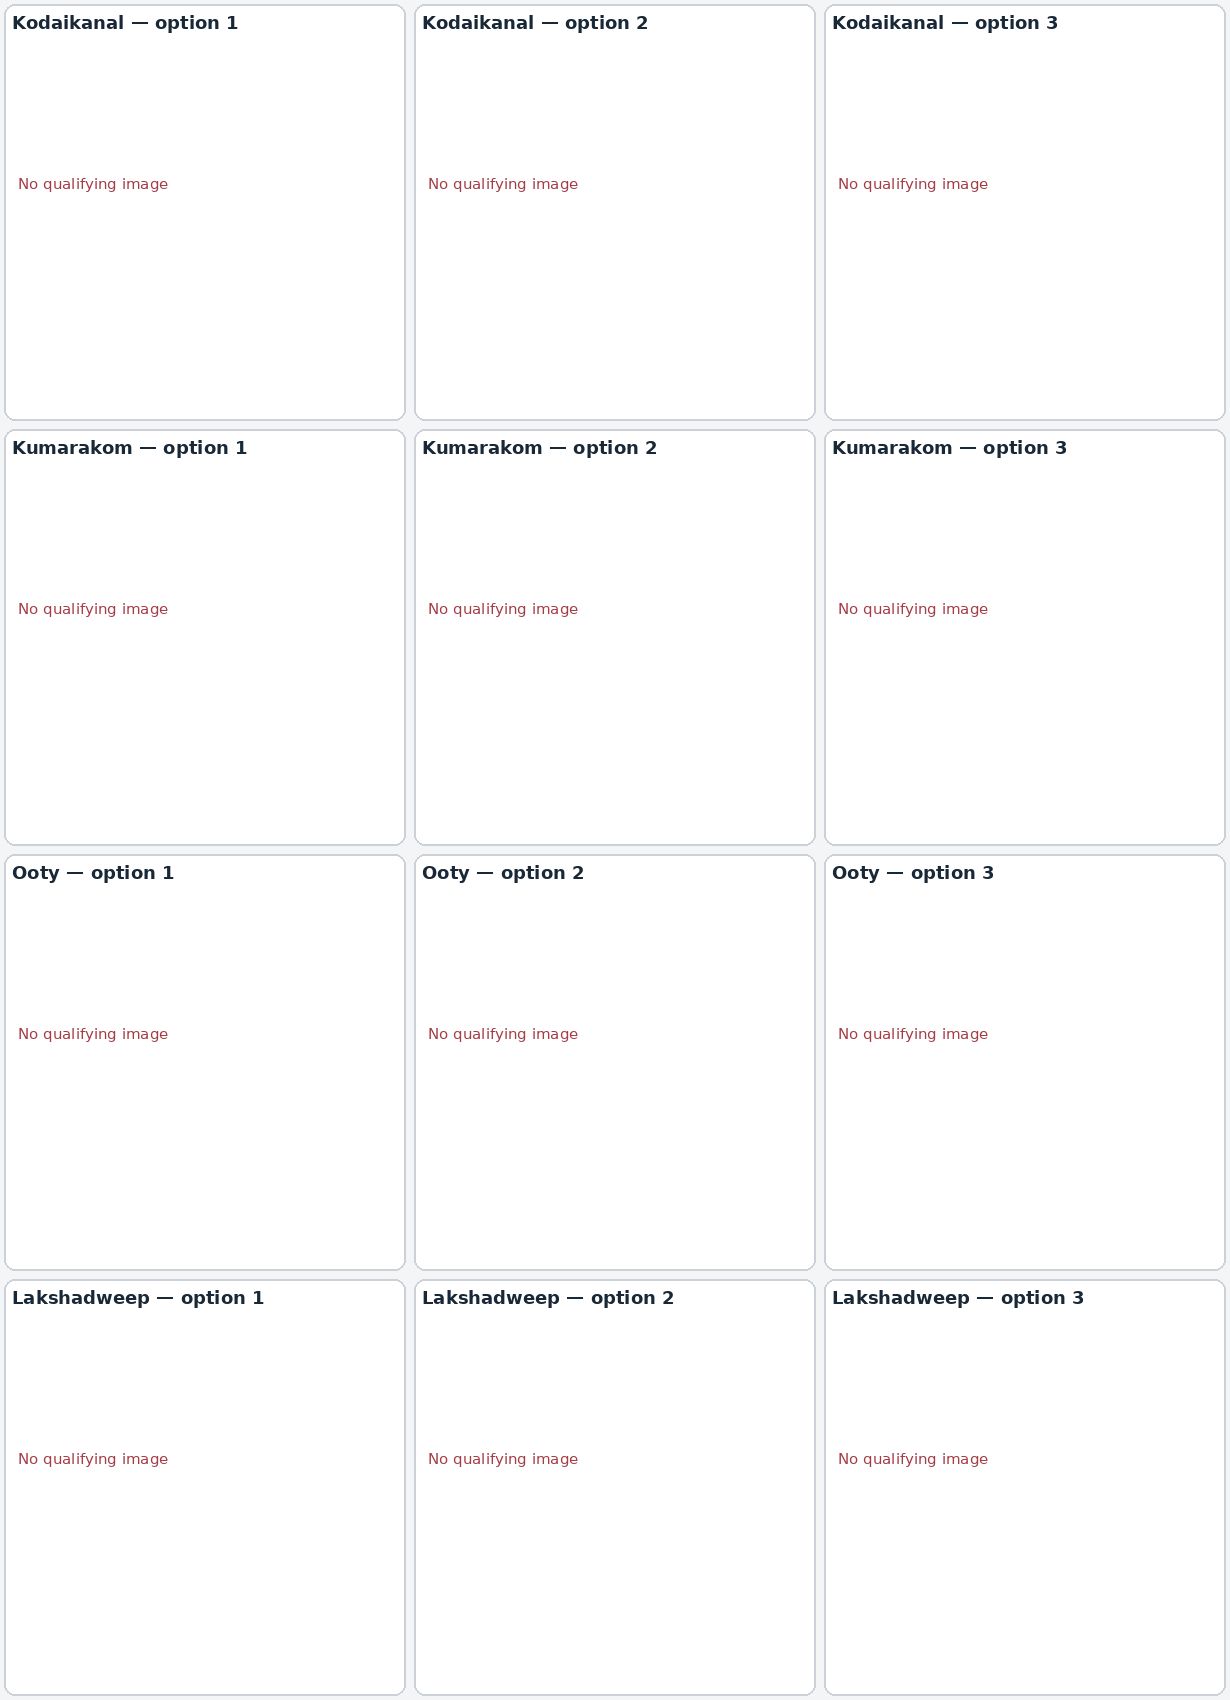 Kodaikanal — option 1
Kodaikanal — option 2
Kodaikanal — option 3
No qualifying image
No qualifying image
No qualifying image
Kumarakom — option 1
Kumarakom — option 2
Kumarakom — option 3
No qualifying image
No qualifying image
No qualifying image
Ooty — option 1
Ooty — option 2
Ooty — option 3
No qualifying image
No qualifying image
No qualifying image
Lakshadweep — option 1
Lakshadweep — option 2
Lakshadweep — option 3
No qualifying image
No qualifying image
No qualifying image